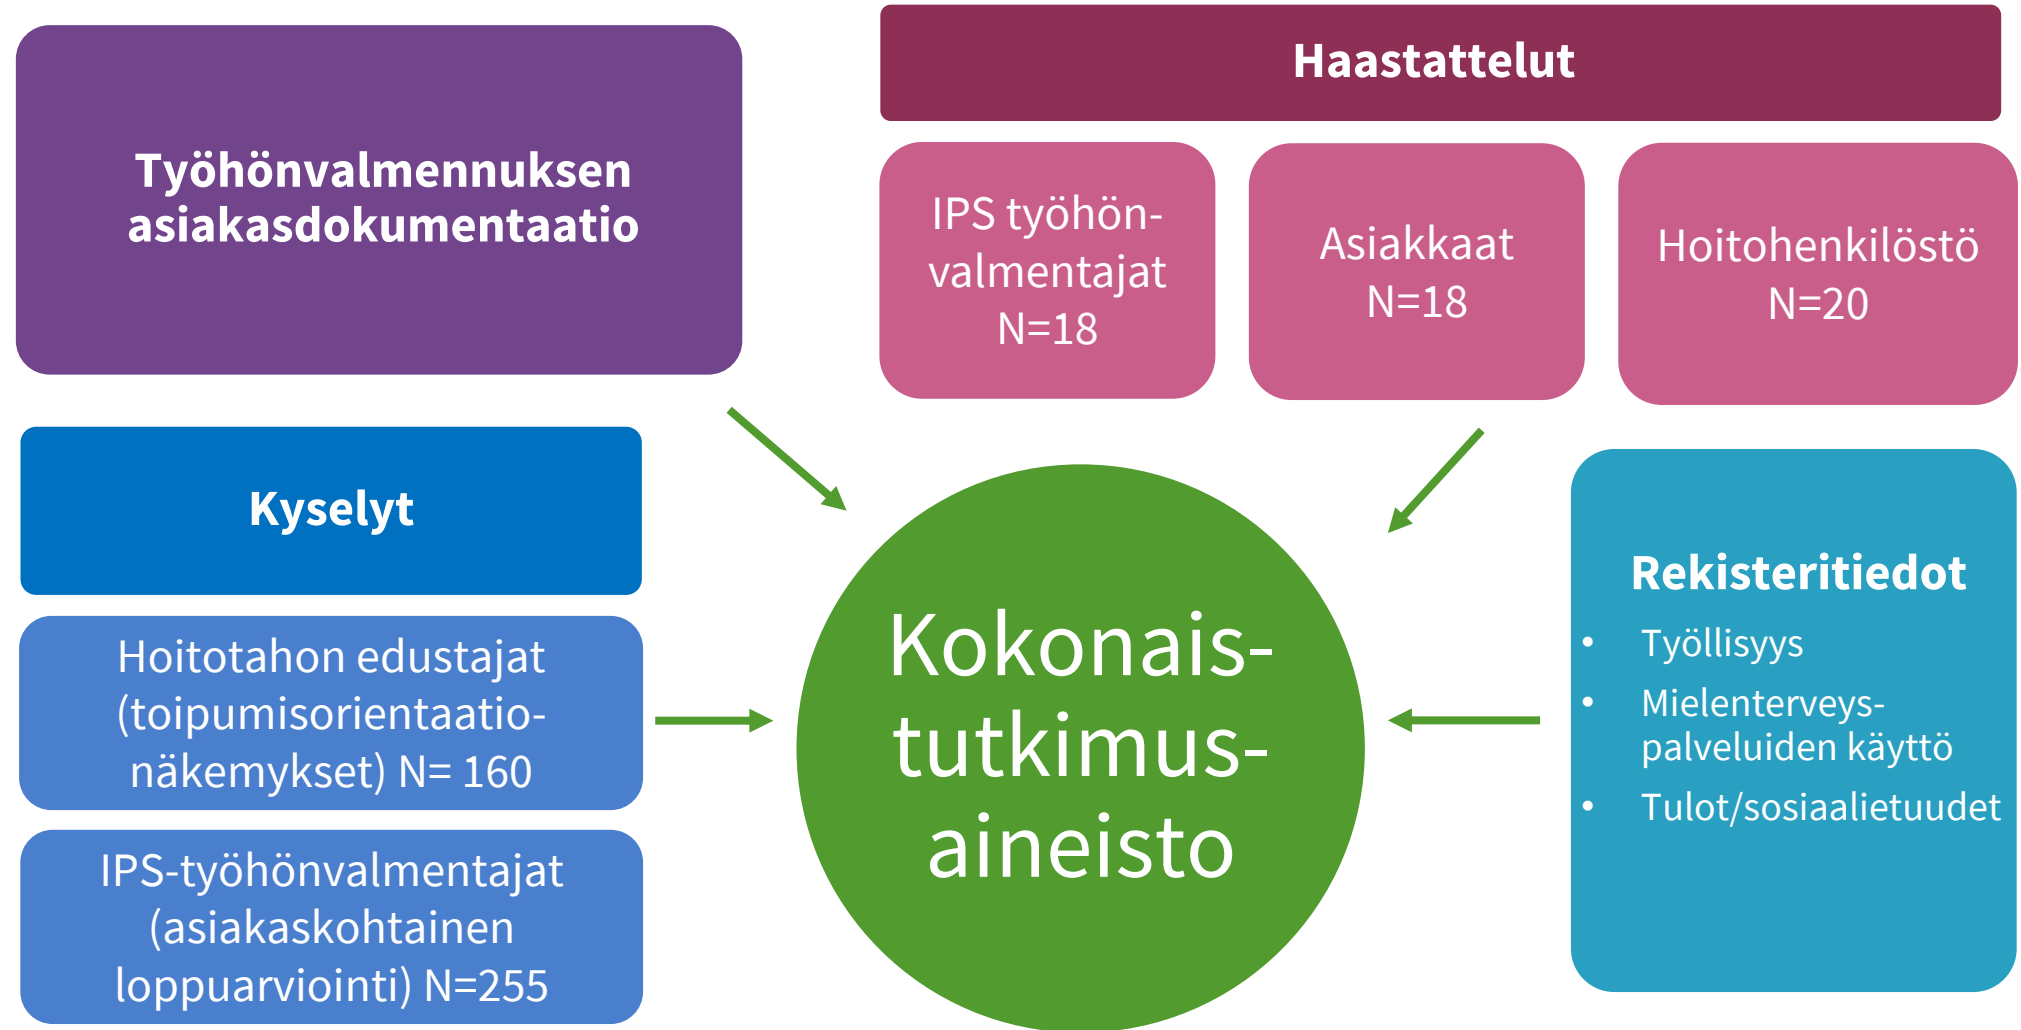 Työhönvalmennuksen
asiakasdokumentaatio
Haastattelut
IPS työhön-
valmentajat
N=18
Asiakkaat
N=18
Hoitohenkilöstö
N=20
Kyselyt
Hoitotahon edustajat
(toipumisorientaatio-
näkemykset) N= 160
IPS-työhönvalmentajat
(asiakaskohtainen
loppuarviointi) N=255
Kokonais-
tutkimus-
aineisto
Rekisteritiedot
• Työllisyys
• Mielenterveys-
palveluiden käyttö
• Tulot/sosiaalietuudet